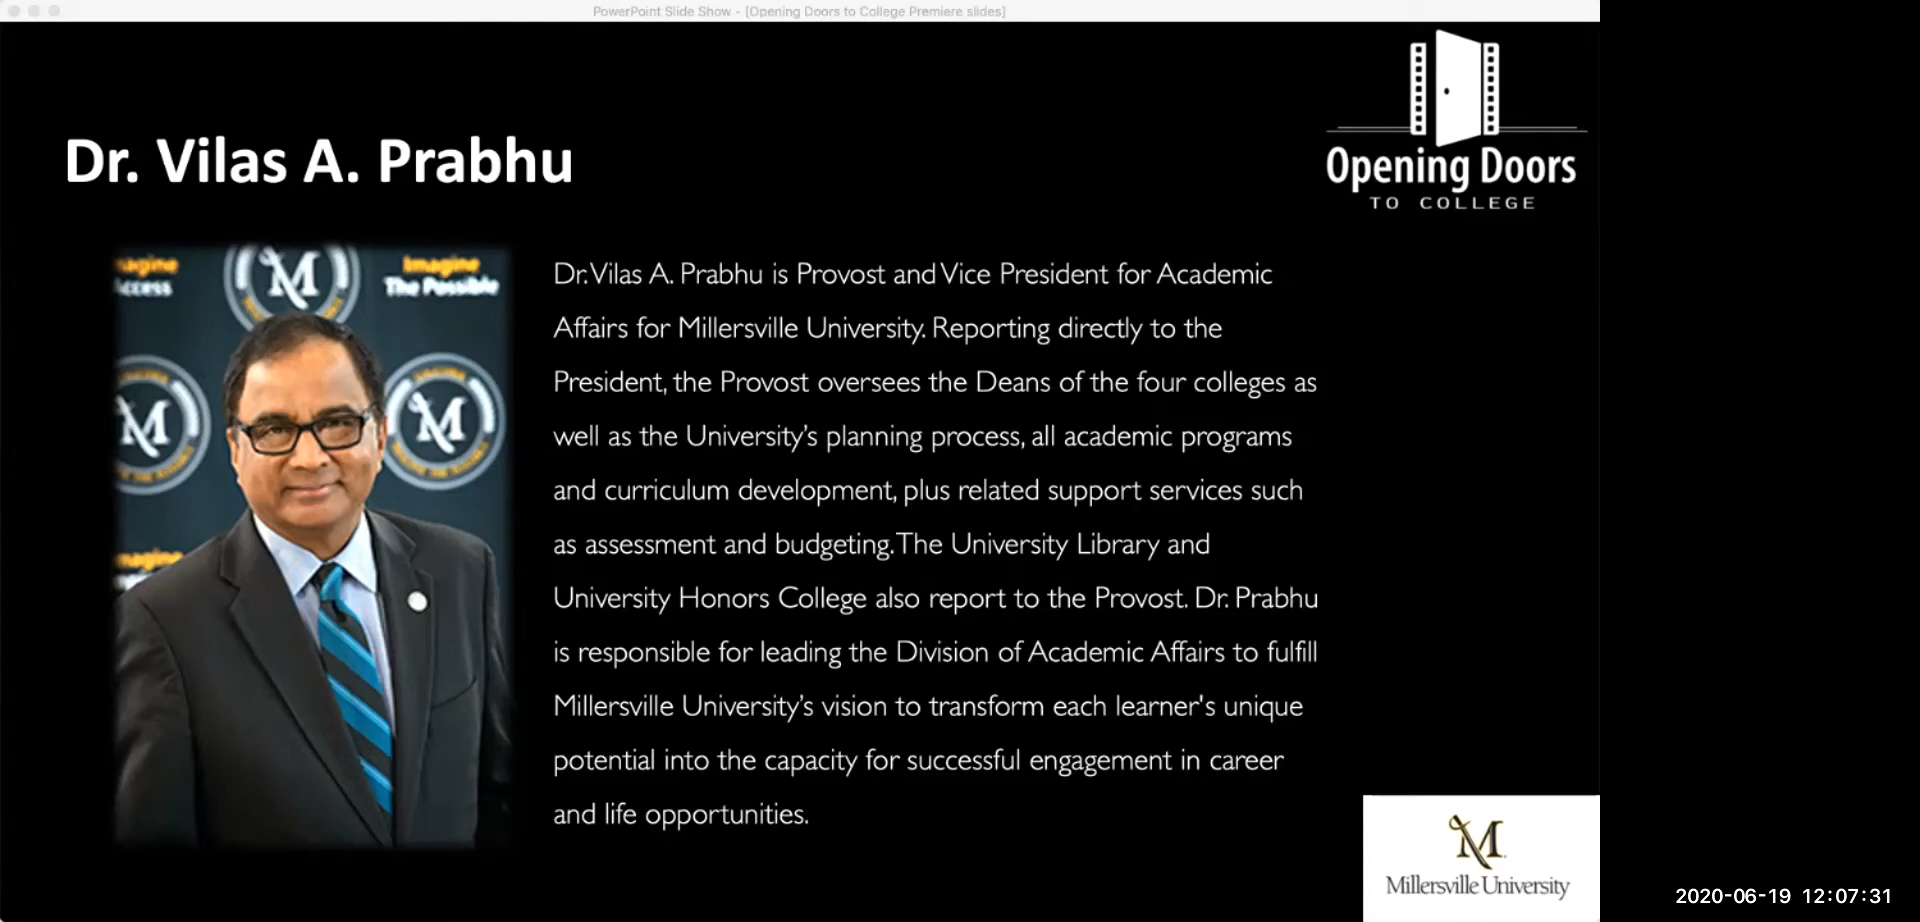 PowerPoint Slide Show - [Opening Doors to College Premiere slides]
Opening Doors
TO COLLEGE
Dr. Vilas A. Prabhu
Imagine
The Possible
M
M
M
Dr. Vilas A. Prabhu is Provost and Vice President for Academic
Affairs for Millersville University. Reporting directly to the
President, the Provost oversees the Deans of the four colleges as
well as the University’s planning process, all academic programs
and curriculum development, plus related support services such
as assessment and budgeting. The University Library and
University Honors College also report to the Provost. Dr. Prabhu
is responsible for leading the Division of Academic Affairs to fulfill
Millersville University’s vision to transform each learner's unique
potential into the capacity for successful engagement in career
and life opportunities.
M
Millersville University
2020-06-19 12:07:31